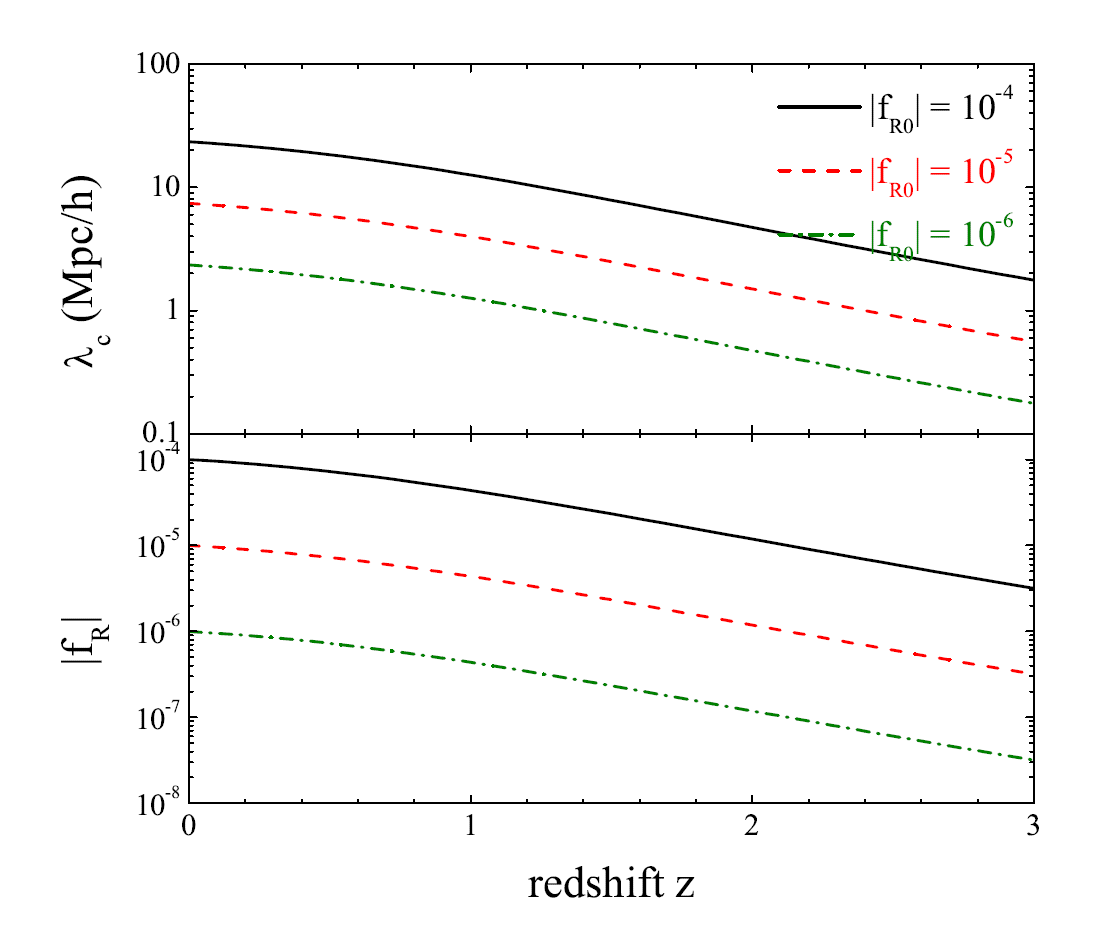 100
10
1
0.1
λc (Mpc/h)
|fR0| = 10-4
|fR0| = 10-5
|fR0| = 10-6
10-4
10-5
10-6
10-7
10-8
|fR|
0 1 2 3
redshift z